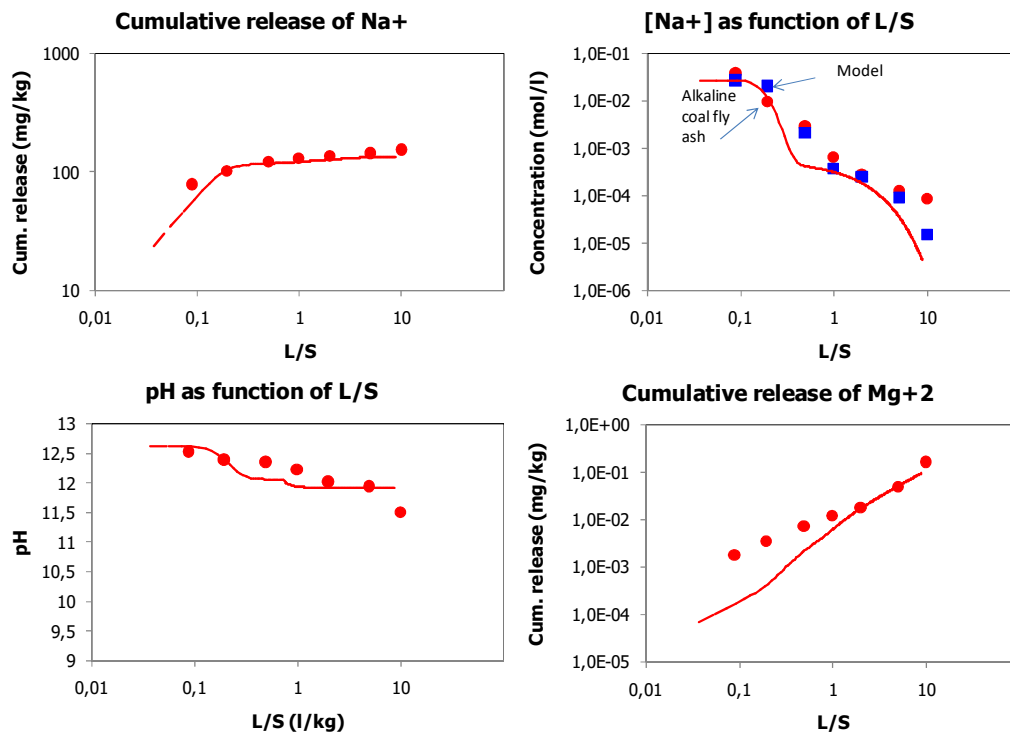 Cumulative release of Na+
Cum. release (mg/kg)
1000
100
10
0,01
0,1
1
10
L/S
[Na+] as function of L/S
Concentration (mol/l)
1,0E-01
1,0E-02
1,0E-03
1,0E-04
1,0E-05
1,0E-06
Model
Alkaline
coal fly
ash
0,01
0,1
1
10
L/S
pH as function of L/S
pH
13
12,5
12
11,5
11
10,5
10
9,5
9
0,01
0,1
1
10
L/S (l/kg)
Cumulative release of Mg+2
Cum. release (mg/kg)
1,0E+00
1,0E-01
1,0E-02
1,0E-03
1,0E-04
1,0E-05
0,01
0,1
1
10
L/S